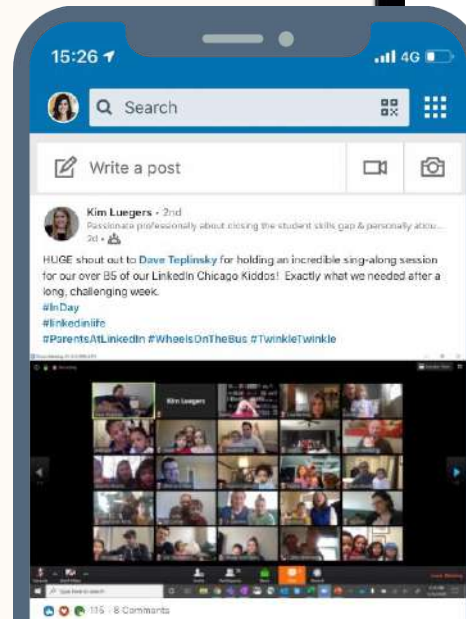 15:26
4G
Search
Write a post
Kim Luegers • 2nd
Passionate professionally about closing the student skills gap & personally abou...
2d •
HUGE shout out to Dave Teplinsky for holding an incredible sing-along session
for our over 85 of our LinkedIn Chicago Kiddos! Exactly what we needed after a
long, challenging week.
#InDay
#linkedinlife
#ParentsAtLinkedIn #WheelsOnTheBus #TwinkleTwinkle
Kim Luegers
115 • 8 Comments